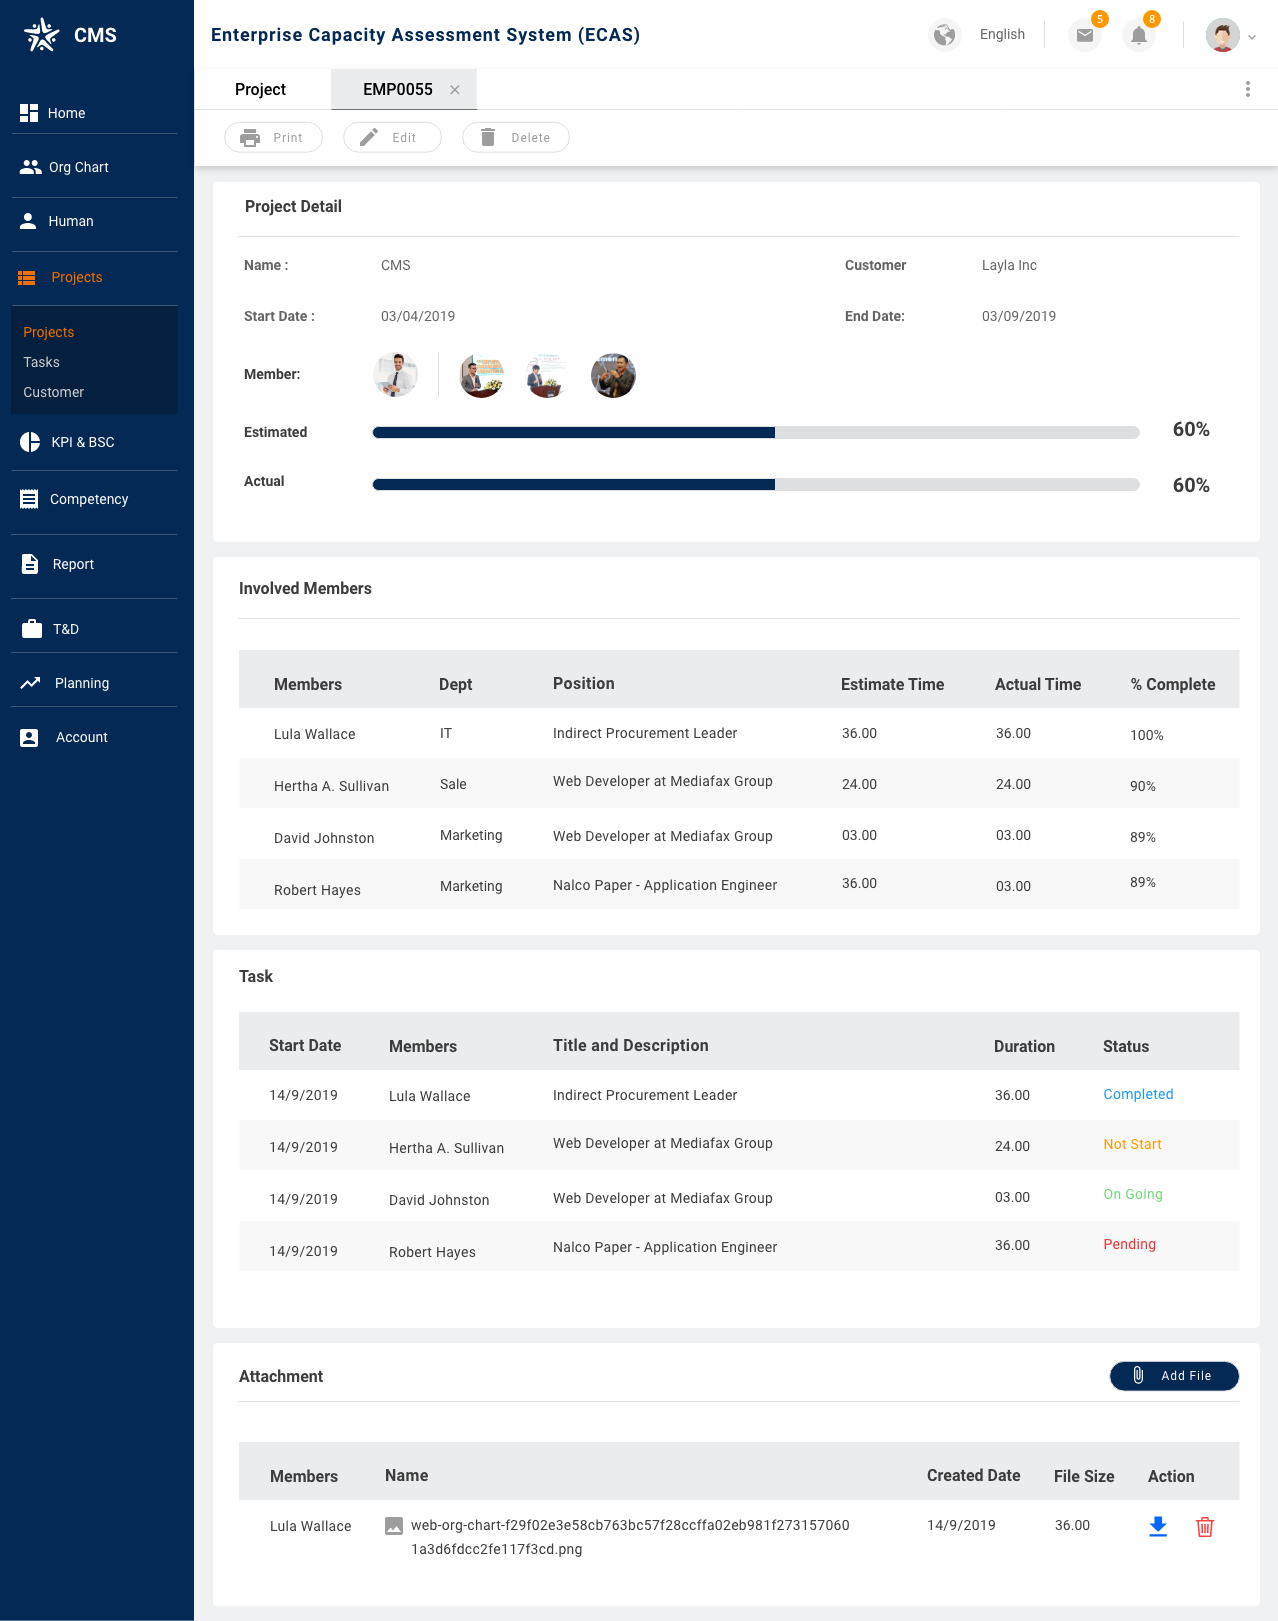 CMS
Enterprise Capacity Assessment System (ECAS)
English
5
8
Home
Org Chart
Human
Projects
Projects
Tasks
Customer
KPI & BSC
Competency
Report
T&D
Planning
Account
Project
EMP0055
Print
Edit
Delete
Project Detail
Name : CMS Customer Layla Inc
Start Date : 03/04/2019 End Date: 03/09/2019
Member:
Estimated 60%
Actual 60%
Involved Members
Members Dept Position Estimate Time Actual Time % Complete
Lula Wallace IT Indirect Procurement Leader 36.00 36.00 100%
Hertha A. Sullivan Sale Web Developer at Mediafax Group 24.00 24.00 90%
David Johnston Marketing Web Developer at Mediafax Group 03.00 03.00 89%
Robert Hayes Marketing Nalco Paper - Application Engineer 36.00 03.00 89%
Task
Start Date Members Title and Description Duration Status
14/9/2019 Lula Wallace Indirect Procurement Leader 36.00 Completed
14/9/2019 Hertha A. Sullivan Web Developer at Mediafax Group 24.00 Not Start
14/9/2019 David Johnston Web Developer at Mediafax Group 03.00 On Going
14/9/2019 Robert Hayes Nalco Paper - Application Engineer 36.00 Pending
Attachment
Add File
Members Name Created Date File Size Action
Lula Wallace web-org-chart-f29f02e3e58cb763bc57f28ccffa02eb981f273157060 14/9/2019 36.00
1a3d6fdcc2fe117f3cd.png